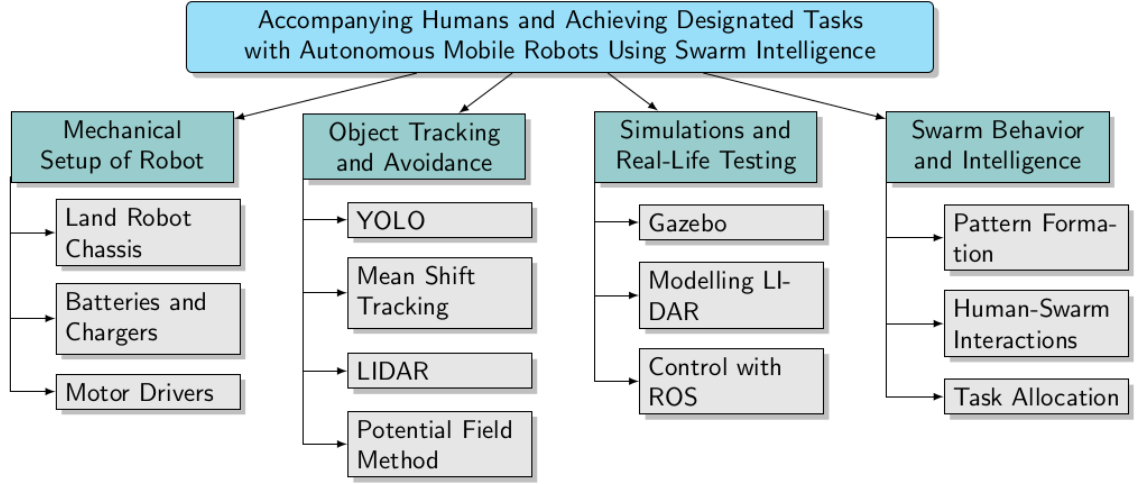 Accompanying Humans and Achieving Designated Tasks
with Autonomous Mobile Robots Using Swarm Intelligence
Mechanical
Setup of Robot
Land Robot
Chassis
Batteries and
Chargers
Motor Drivers
Object Tracking
and Avoidance
YOLO
Mean Shift
Tracking
LIDAR
Potential Field
Method
Simulations and
Real-Life Testing
Gazebo
Modelling LI-
DAR
Control with
ROS
Swarm Behavior
and Intelligence
Pattern Forma-
tion
Human-Swarm
Interactions
Task Allocation